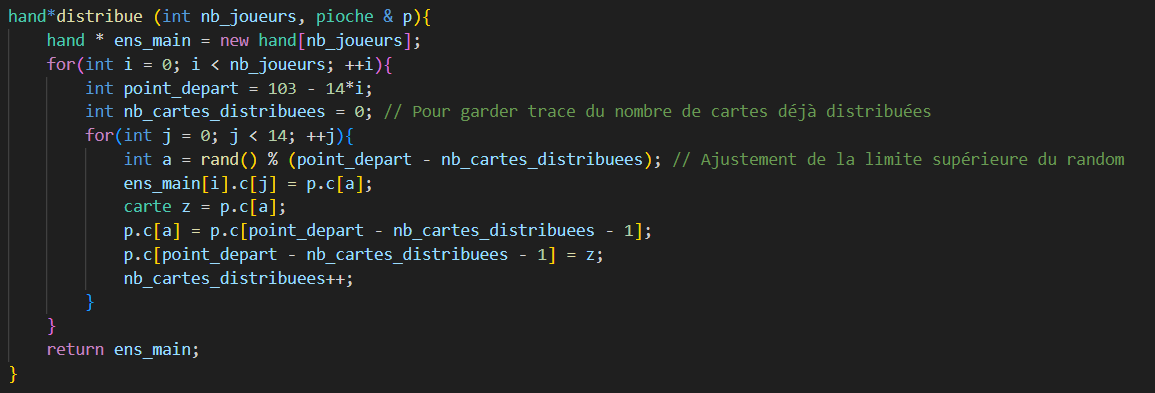 hand*distribue (int nb_joueurs, pioche & p){
    hand * ens_main = new hand[nb_joueurs];
    for(int i = 0; i < nb_joueurs; ++i){
        int point_depart = 103 - 14*i;
        int nb_cartes_distribuees = 0; // Pour garder trace du nombre de cartes déjà distribuées
        for(int j = 0; j < 14; ++j){
            int a = rand() % (point_depart - nb_cartes_distribuees); // Ajustement de la limite supérieure du random
            ens_main[i].c[j] = p.c[a];
            carte z = p.c[a];
            p.c[a] = p.c[point_depart - nb_cartes_distribuees - 1];
            p.c[point_depart - nb_cartes_distribuees - 1] = z;
            nb_cartes_distribuees++;
        }
    }
    return ens_main;
}